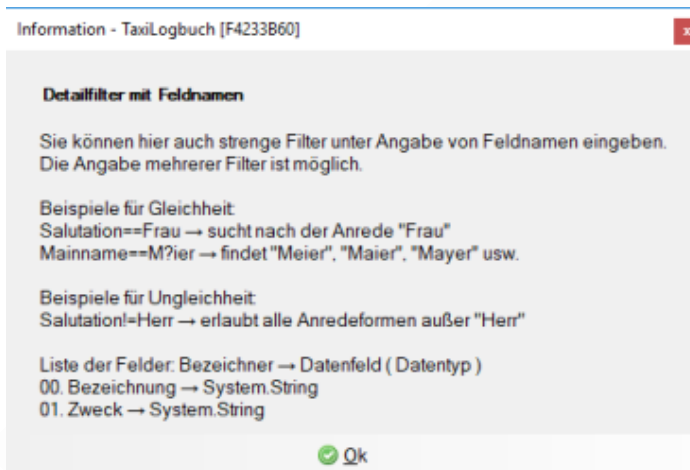 Information - TaxiLogbuch [F4233B60]
x
Detailfilter mit Feldnamen
Sie können hier auch strenge Filter unter Angabe von Feldnamen eingeben.
Die Angabe mehrerer Filter ist möglich.
Beispiele für Gleichheit:
Salutation==Frau → sucht nach der Anrede "Frau"
Mainname==M?ier → findet "Meier", "Maier", "Mayer" usw.
Beispiele für Ungleichheit:
Salutation!=Herr → erlaubt alle Anredeformen außer "Herr"
Liste der Felder: Bezeichner → Datenfeld ( Datentyp )
00. Bezeichnung → System.String
01. Zweck → System.String
Ok